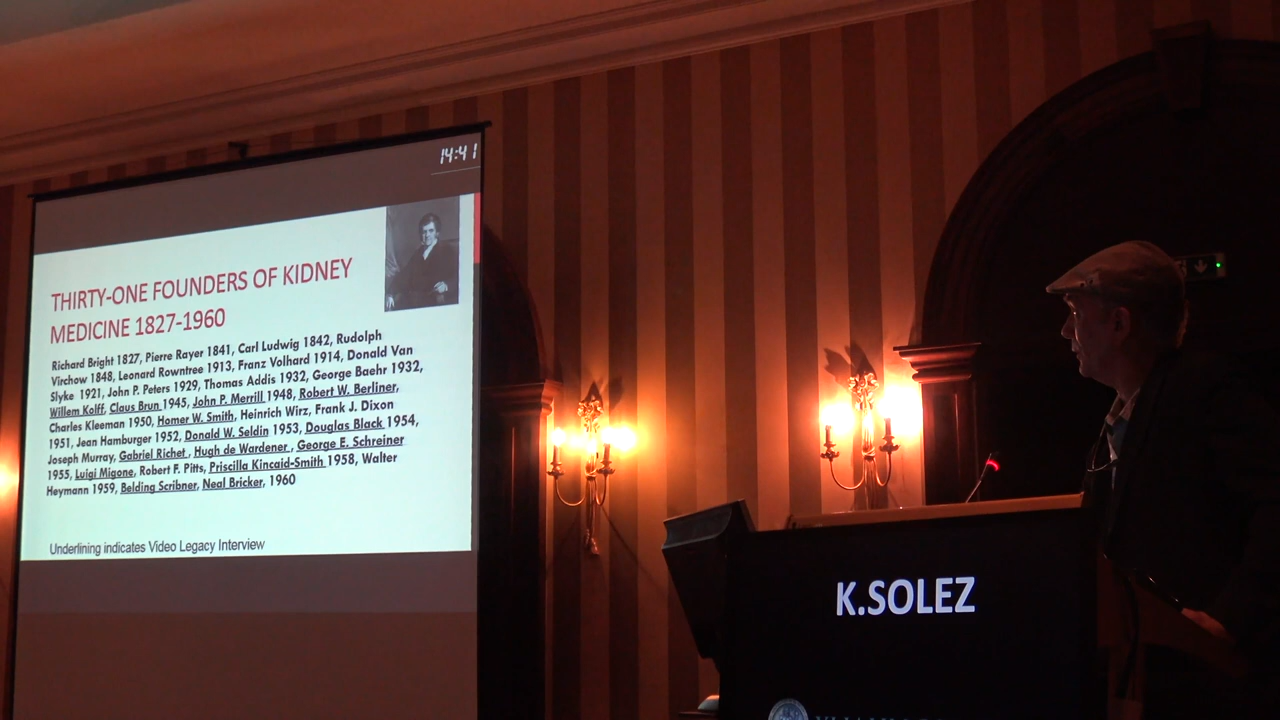 14:41
THIRTY-ONE FOUNDERS OF KIDNEY
MEDICINE 1827-1960
Richard Bright 1827, Pierre Rayer 1841, Carl Ludwig 1842, Rudolph
Virchow 1848, Leonard Rowntree 1913, Franz Volhard 1914, Donald Van
Slyke 1921, John P. Peters 1929, Thomas Addis 1932, George Baehr 1932,
Willem Kolff, Claus Brun 1945, John P. Merrill 1948, Robert W. Berliner,
Charles Kleeman 1950, Homer W. Smith, Heinrich Wirz, Frank J. Dixon
1951, Jean Hamburger 1952, Donald W. Seldin 1953, Douglas Black 1954,
Joseph Murray, Gabriel Richet, Hugh de Wardener, George E. Schreiner
1955, Luigi Migone, Robert F. Pitts, Priscilla Kincaid-Smith 1958, Walter
Heymann 1959, Belding Scribner, Neal Bricker, 1960
Underlining indicates Video Legacy Interview
K.SOLEZ